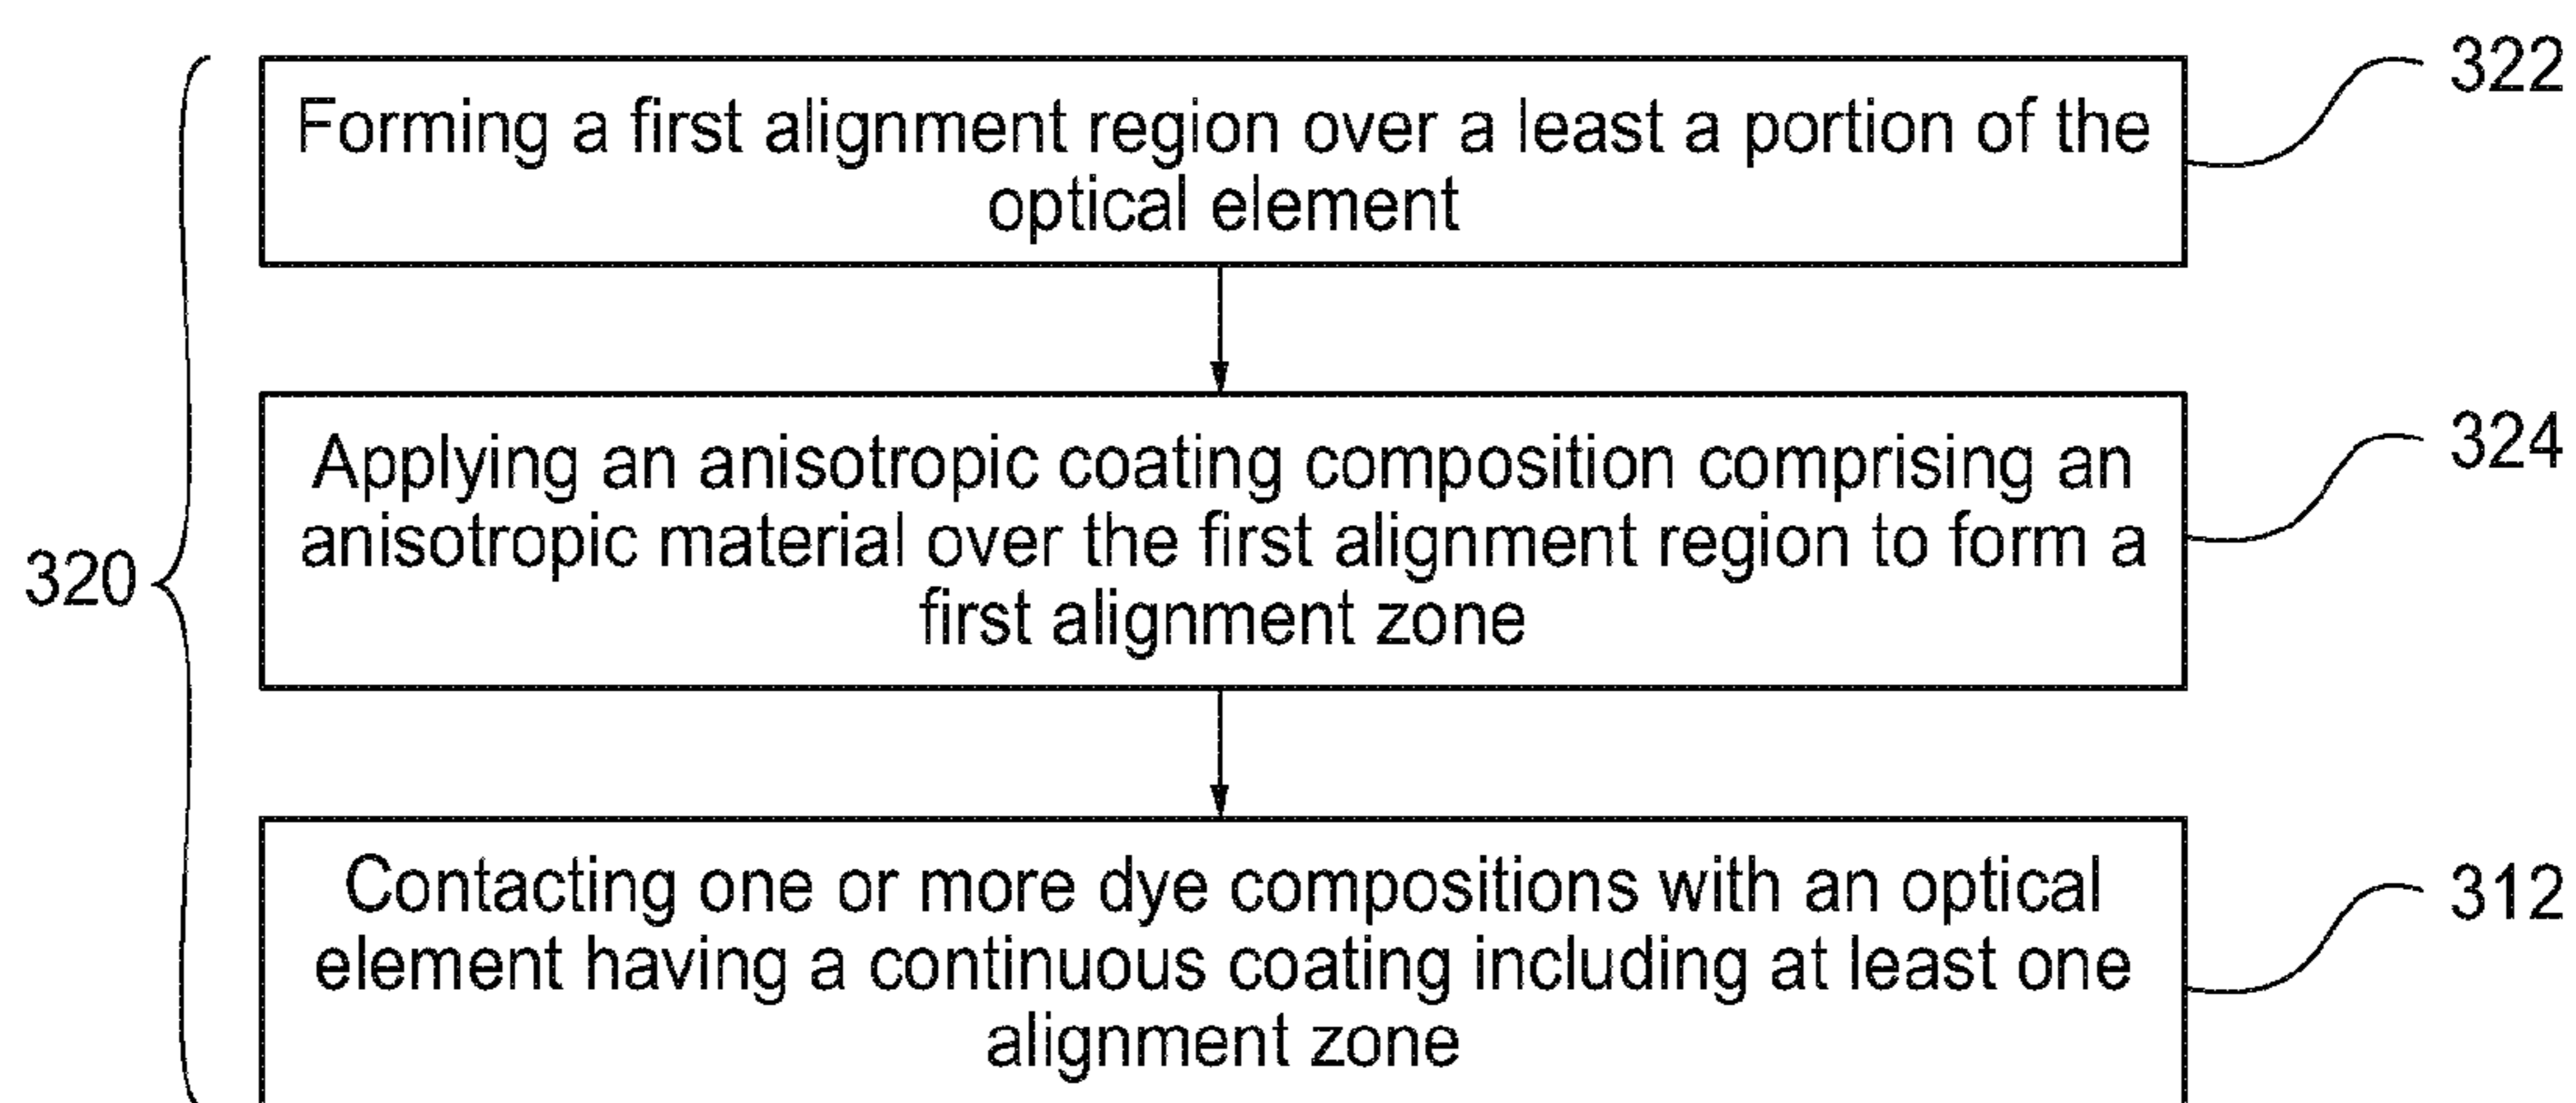 322
Forming a first alignment region over a least a portion of the
optical element
324
Applying an anisotropic coating composition comprising an
anisotropic material over the first alignment region to form a
first alignment zone
320
312
Contacting one or more dye compositions with an optical
element having a continuous coating including at least one
alignment zone